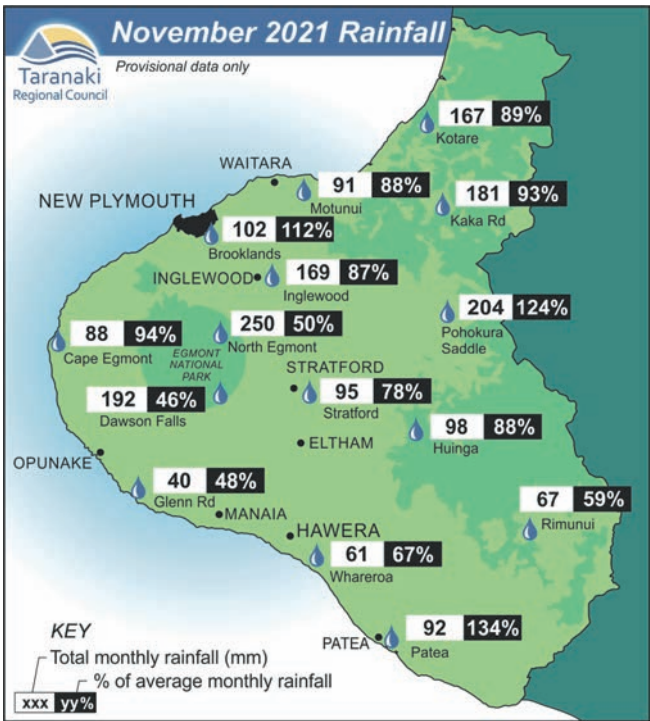 November 2021 Rainfall
Provisional data only
Taranaki
Regional Council
167 89%
Kotare
WAITARA
91 88%
Motunui
181 93%
Kaka Rd
NEW PLYMOUTH
102 112%
Brooklands
169 87%
INGLEWOOD
Inglewood
204 124%
Pohokura
Saddle
88 94%
Cape Egmont
250 50%
North Egmont
EGMONT
NATIONAL
PARK
STRATFORD
192 46%
Dawson Falls
95 78%
Stratford
98 88%
Huinga
ELTHAM
OPUNAKE
40 48%
Glenn Rd
MANAIA
67 59%
Rimunui
HAWERA
61 67%
Whareroa
92 134%
PATEA
Patea
KEY
Total monthly rainfall (mm)
% of average monthly rainfall
xxx yy%